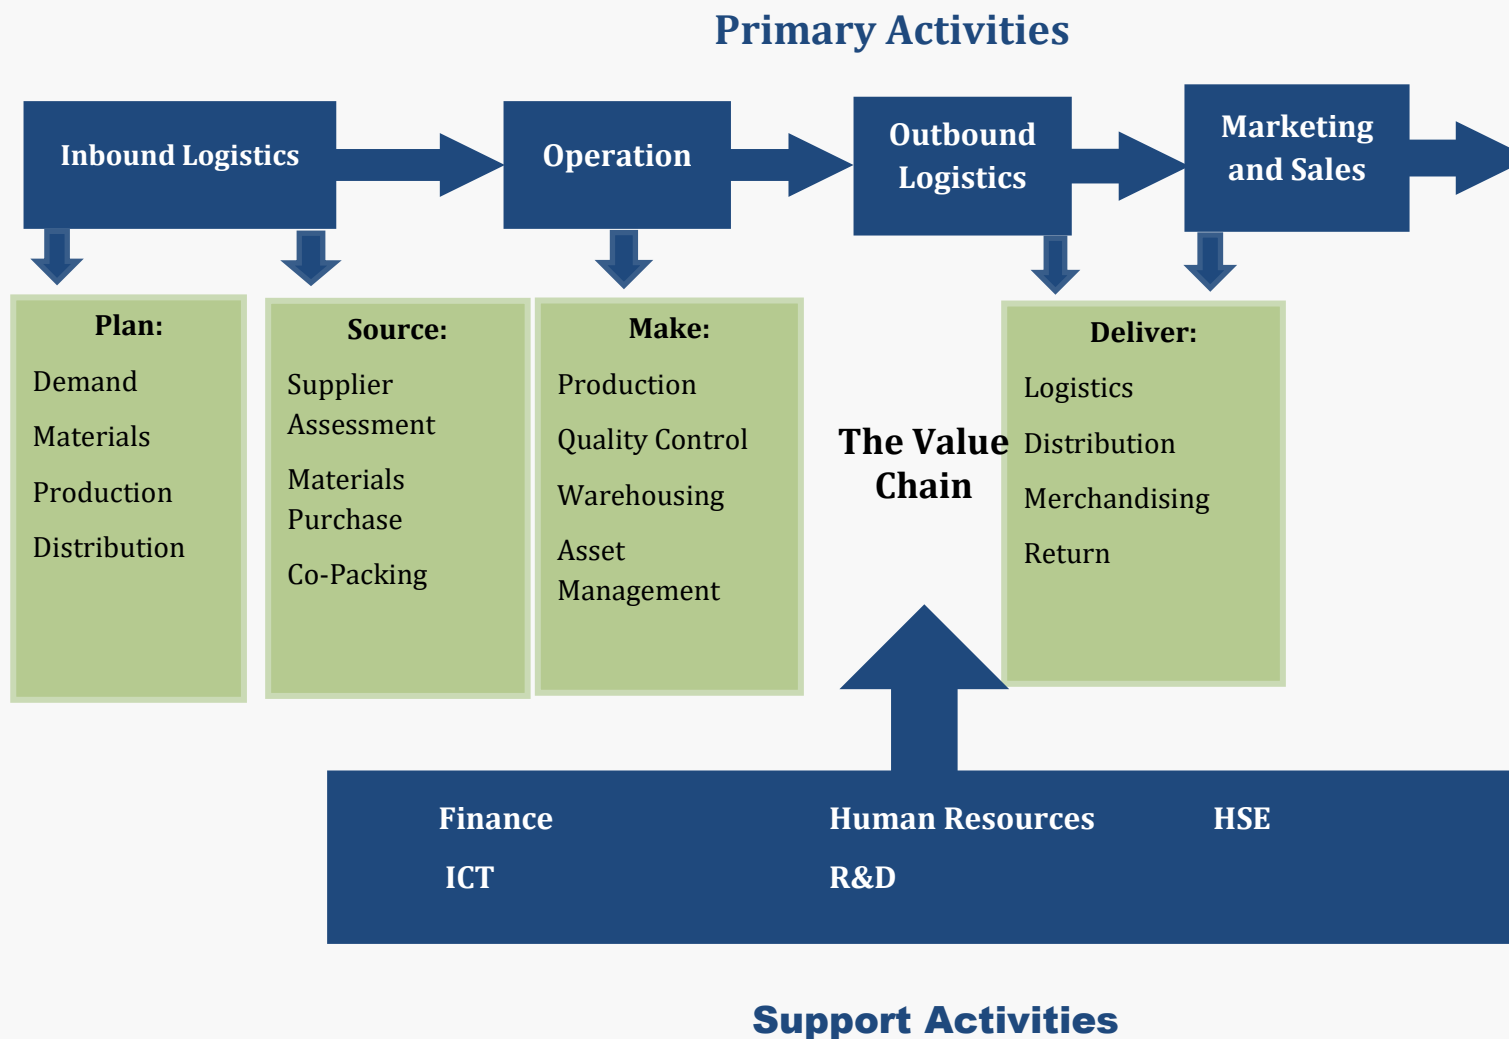 Primary Activities
Inbound Logistics
Operation
Outbound
Logistics
Marketing
and Sales
Plan:
Demand
Materials
Production
Distribution
Source:
Supplier
Assessment
Materials
Purchase
Co-Packing
Make:
Production
Quality Control
Warehousing
Asset
Management
The Value
Chain
Deliver:
Logistics
Distribution
Merchandising
Return
Finance
Human Resources
HSE
ICT
R&D
Support Activities